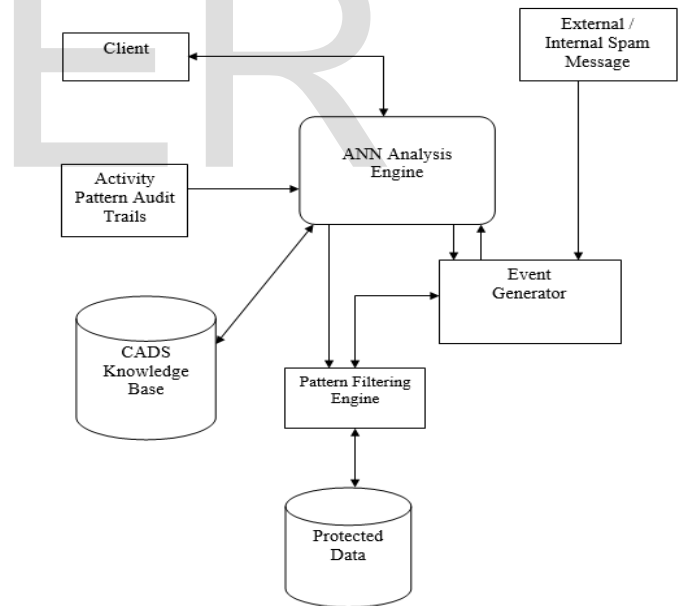 ER
Client
External /
Internal Spam
Message
ANN Analysis
Engine
Activity
Pattern Audit
Trails
Event
Generator
CADS
Knowledge
Base
Pattern Filtering
Engine
Protected
Data